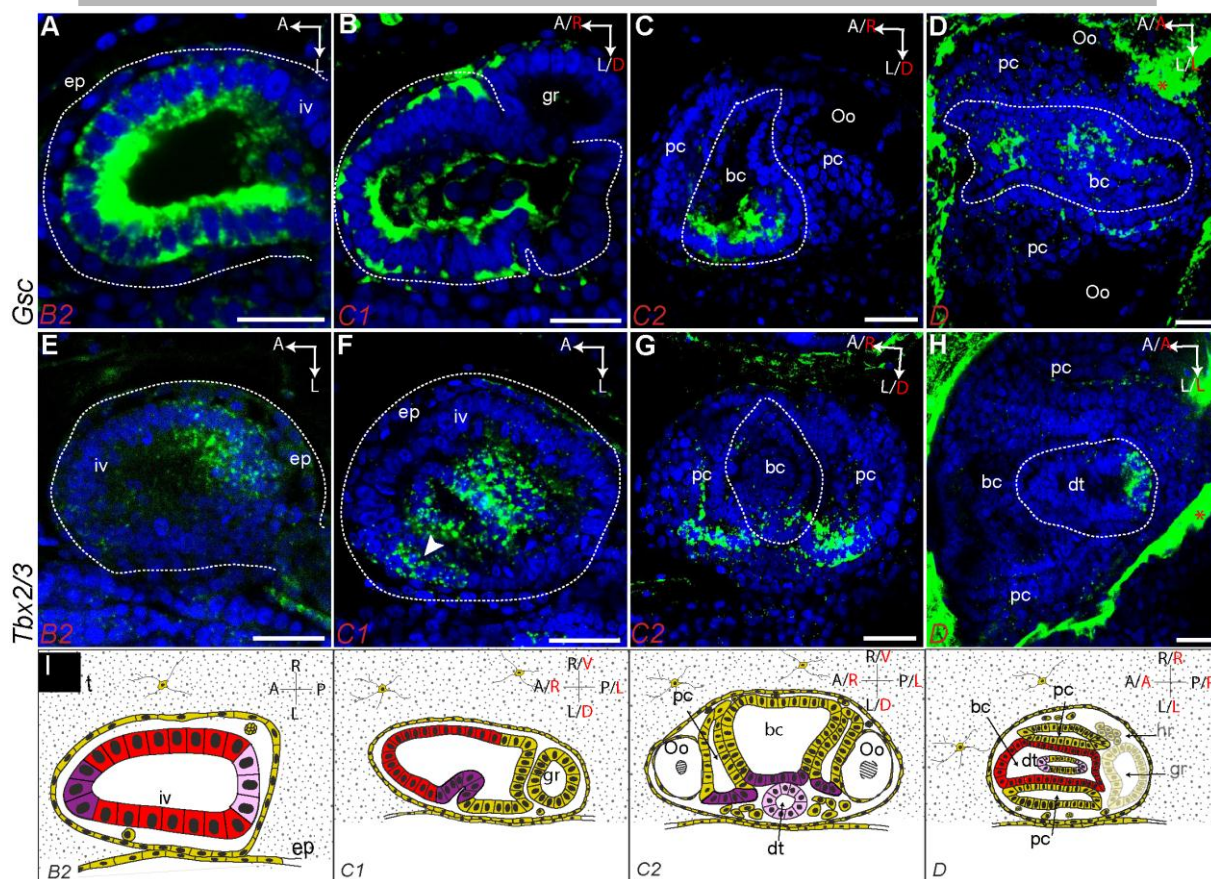 A
A
L
ep
iv
B2
B
A/R
L/D
gr
C1
C
A/R
L/D
Oo
pc
pc
bc
C2
D
A/A
L/L
Oo
*
pc
bc
pc
Oo
D
Gsc
E
A
L
iv
ep
B2
F
A
L
ep
iv
C1
G
A/R
L/D
pc
bc
pc
C2
H
A/A
L/L
pc
bc
dt
*
pc
D
Tbx2/3
I
t
R
A P
L
iv
ep
B2
R/V
A/R P/L
L/D
gr
C1
R/V
A/R P/L
L/D
pc
bc
Oo
Oo
dt
C2
R/R
A/A
L/L
bc
pc
dt
gr
pc
D